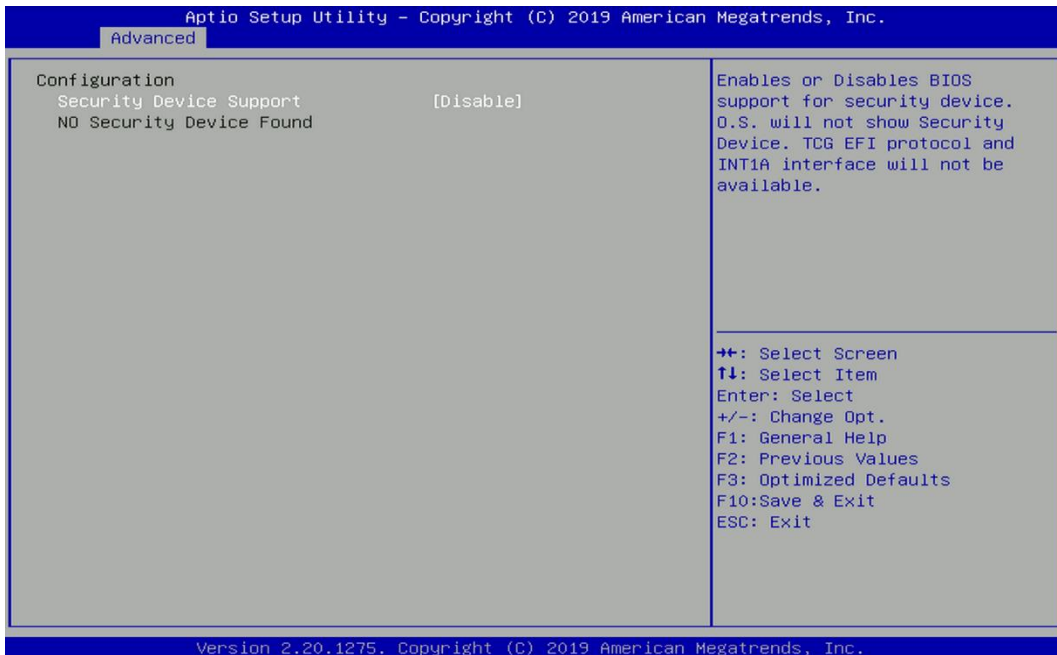 Aptio Setup Utility – Copyright (C) 2019 American Megatrends, Inc.
Advanced
Configuration
Security Device Support [Disable]
NO Security Device Found
Enables or Disables BIOS
support for security device.
O.S. will not show Security
Device. TCG EFI protocol and
INT1A interface will not be
available.
→←: Select Screen
↑↓: Select Item
Enter: Select
+/-: Change Opt.
F1: General Help
F2: Previous Values
F3: Optimized Defaults
F10:Save & Exit
ESC: Exit
Version 2.20.1275. Copyright (C) 2019 American Megatrends, Inc.